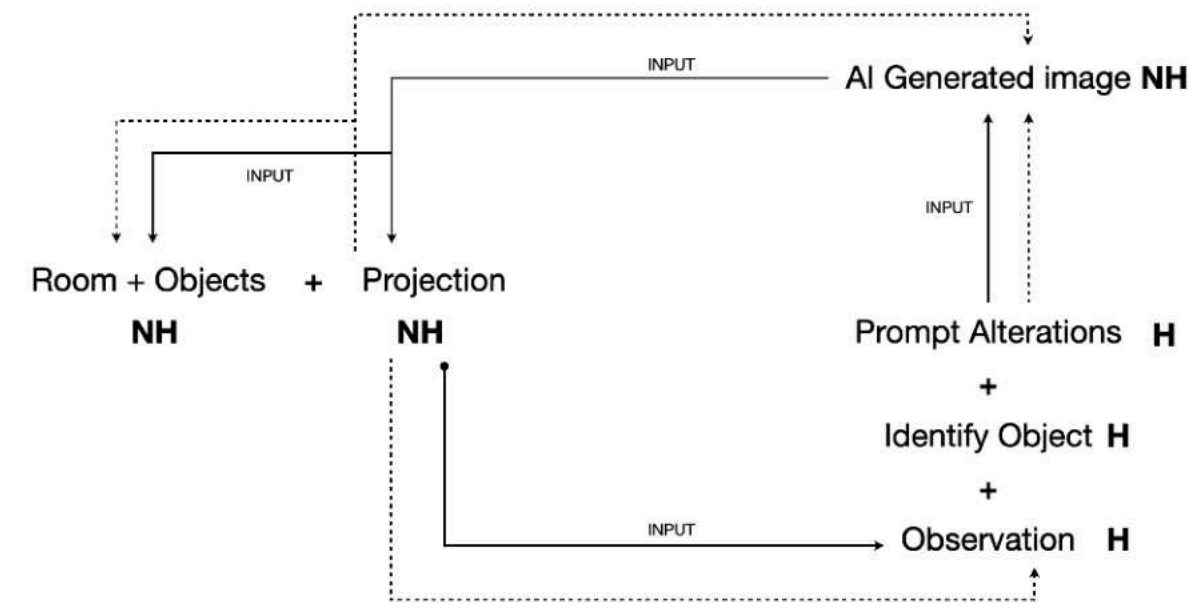 INPUT
AI Generated image NH
INPUT
INPUT
Room + Objects + Projection
NH NH
Prompt Alterations H
+
Identify Object H
+
INPUT
Observation H